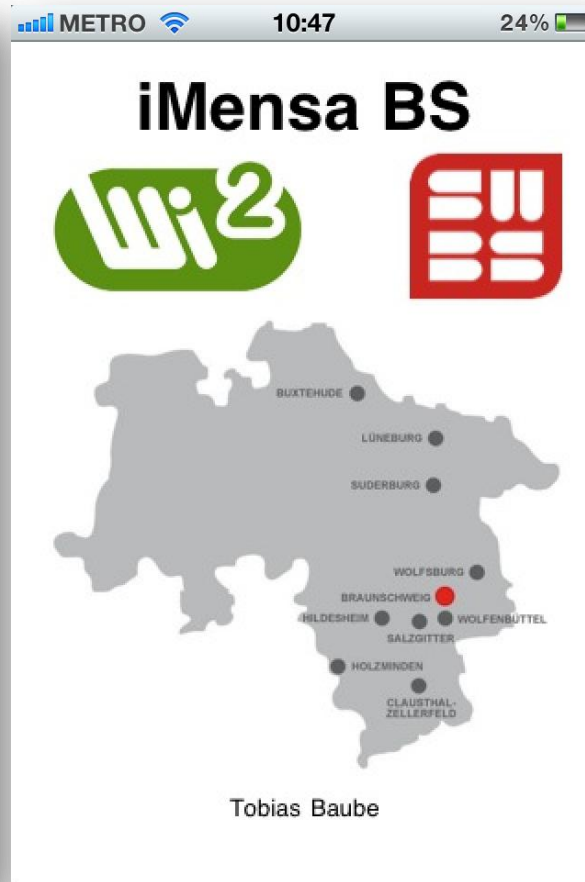 METRO 10:47 24%
iMensa BS
Wi2
SW
BS
BUXTEHUDE
LÜNEBURG
SUDERBURG
WOLFSBURG
BRAUNSCHWEIG
HILDESHEIM
WOLFENBÜTTEL
SALZGITTER
HOLZMINDEN
CLAUSTHAL-
ZELLERFELD
Tobias Baube